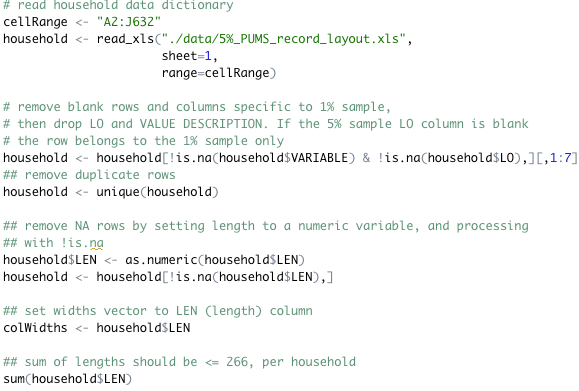 # read household data dictionary
cellRange <- "A2:J632"
household <- read_xls("./data/5%_PUMS_record_layout.xls",
sheet=1,
range=cellRange)
# remove blank rows and columns specific to 1% sample,
# then drop LO and VALUE DESCRIPTION. If the 5% sample LO column is blank
# the row belongs to the 1% sample only
household <- household[!is.na(household$VARIABLE) & !is.na(household$LO),][,1:7]
## remove duplicate rows
household <- unique(household)
## remove NA rows by setting length to a numeric variable, and processing
## with !is.na
household$LEN <- as.numeric(household$LEN)
household <- household[!is.na(household$LEN),]
## set widths vector to LEN (length) column
colWidths <- household$LEN
## sum of lengths should be <= 266, per household
sum(household$LEN)